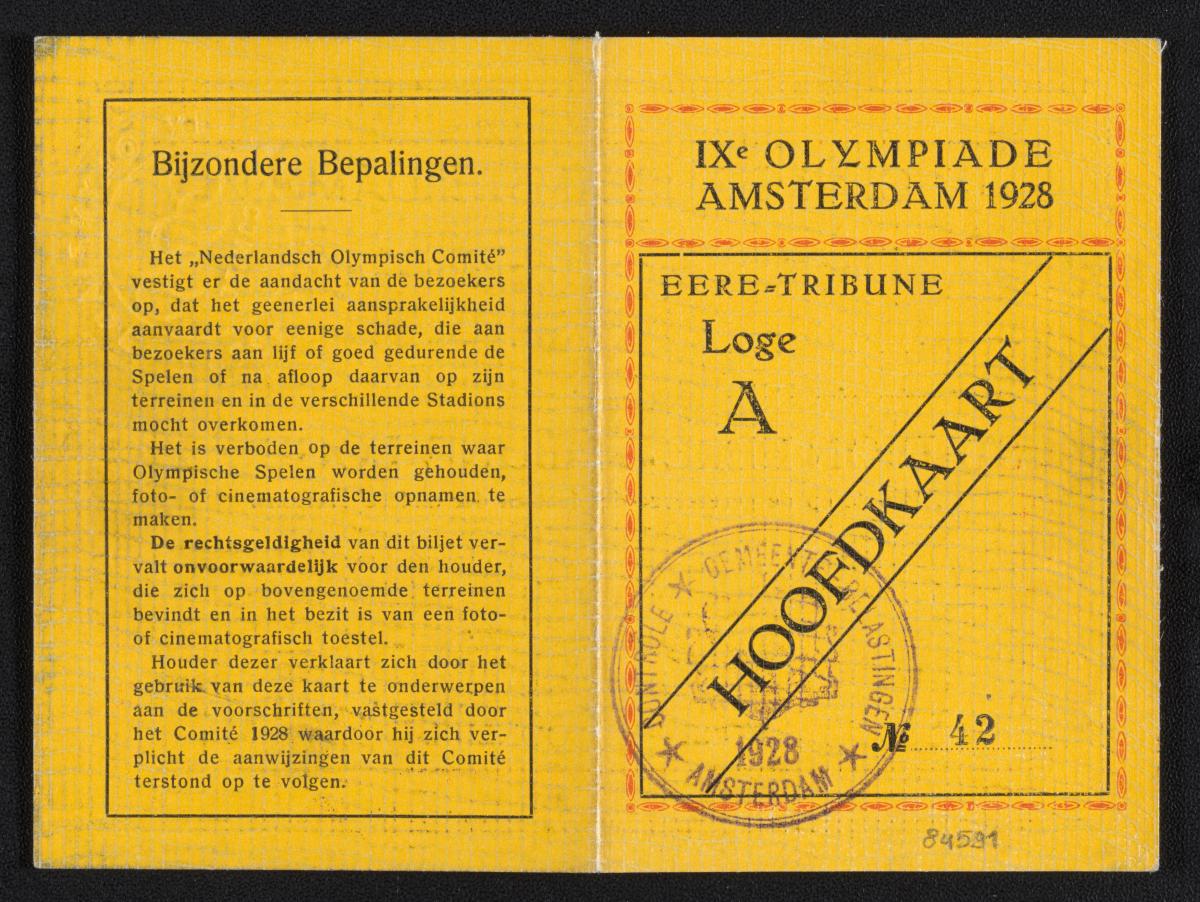 Bijzondere Bepalingen.
Het „Nederlandsch Olympisch Comité”
vestigt er de aandacht van de bezoekers
op, dat het geenerlei aansprakelijkheid
aanvaardt voor eenige schade, die aan
bezoekers aan lijf of goed gedurende de
Spelen of na afloop daarvan op zijn
terreinen en in de verschillende Stadions
mocht overkomen.
Het is verboden op de terreinen waar
Olympische Spelen worden gehouden,
foto- of cinematografische opnamen te
maken.
De rechtsgeldigheid van dit biljet ver-
valt onvoorwaardelijk voor den houder,
die zich op bovengenoemde terreinen
bevindt en in het bezit is van een foto-
of cinematografisch toestel.
Houder dezer verklaart zich door het
gebruik van deze kaart te onderwerpen
aan de voorschriften, vastgesteld door
het Comité 1928 waardoor hij zich ver-
plicht de aanwijzingen van dit Comité
terstond op te volgen.
IXe OLYMPIADE
AMSTERDAM 1928
EERE-TRIBUNE
Loge
A
HOOFDKAART
CONTROLE ★ GEMEENTEBELASTINGEN ★
1928
AMSTERDAM
№ 42
84591